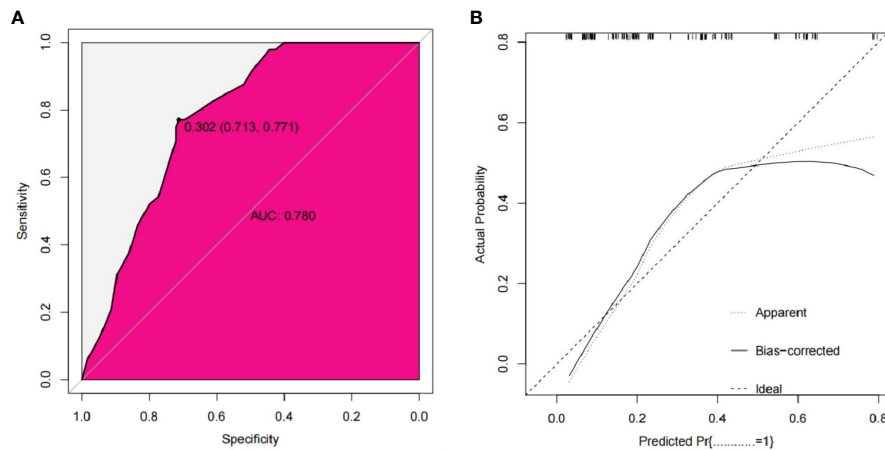 A
1.0
0.8
0.6
0.4
0.2
0.0
Sensitivity
0.302 (0.713, 0.771)
AUC: 0.780
1.0 0.8 0.6 0.4 0.2 0.0
Specificity
B
0.8
0.6
0.4
0.2
0.0
Actual Probability
Apparent
Bias-corrected
Ideal
0.0 0.2 0.4 0.6 0.8
Predicted Pr{............=1}